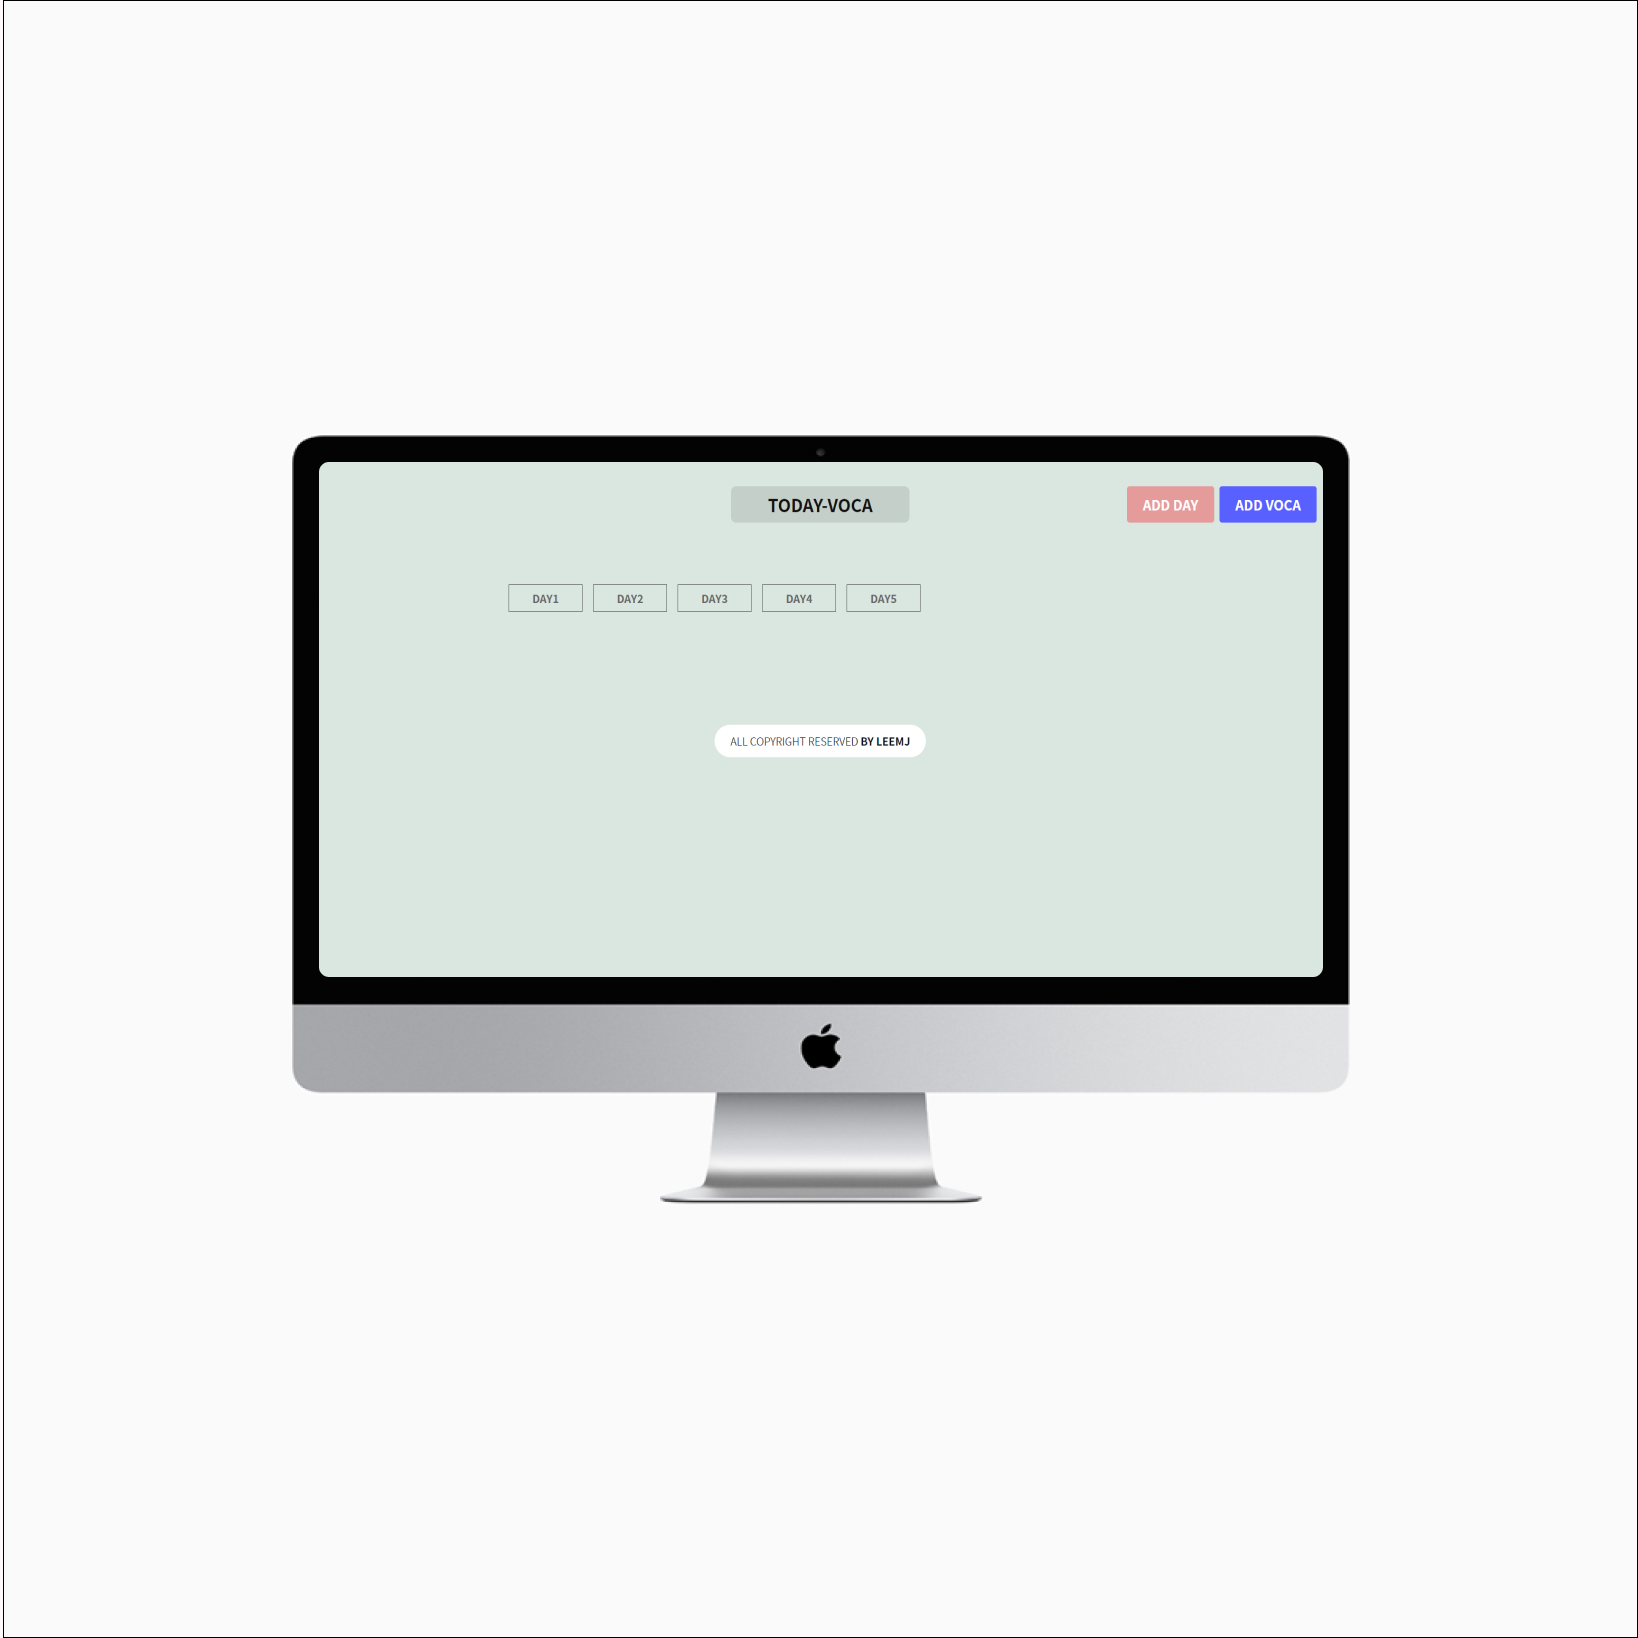 TODAY-VOCA
ADD DAY
ADD VOCA
DAY1 DAY2 DAY3 DAY4 DAY5
ALL COPYRIGHT RESERVED BY LEEMJ